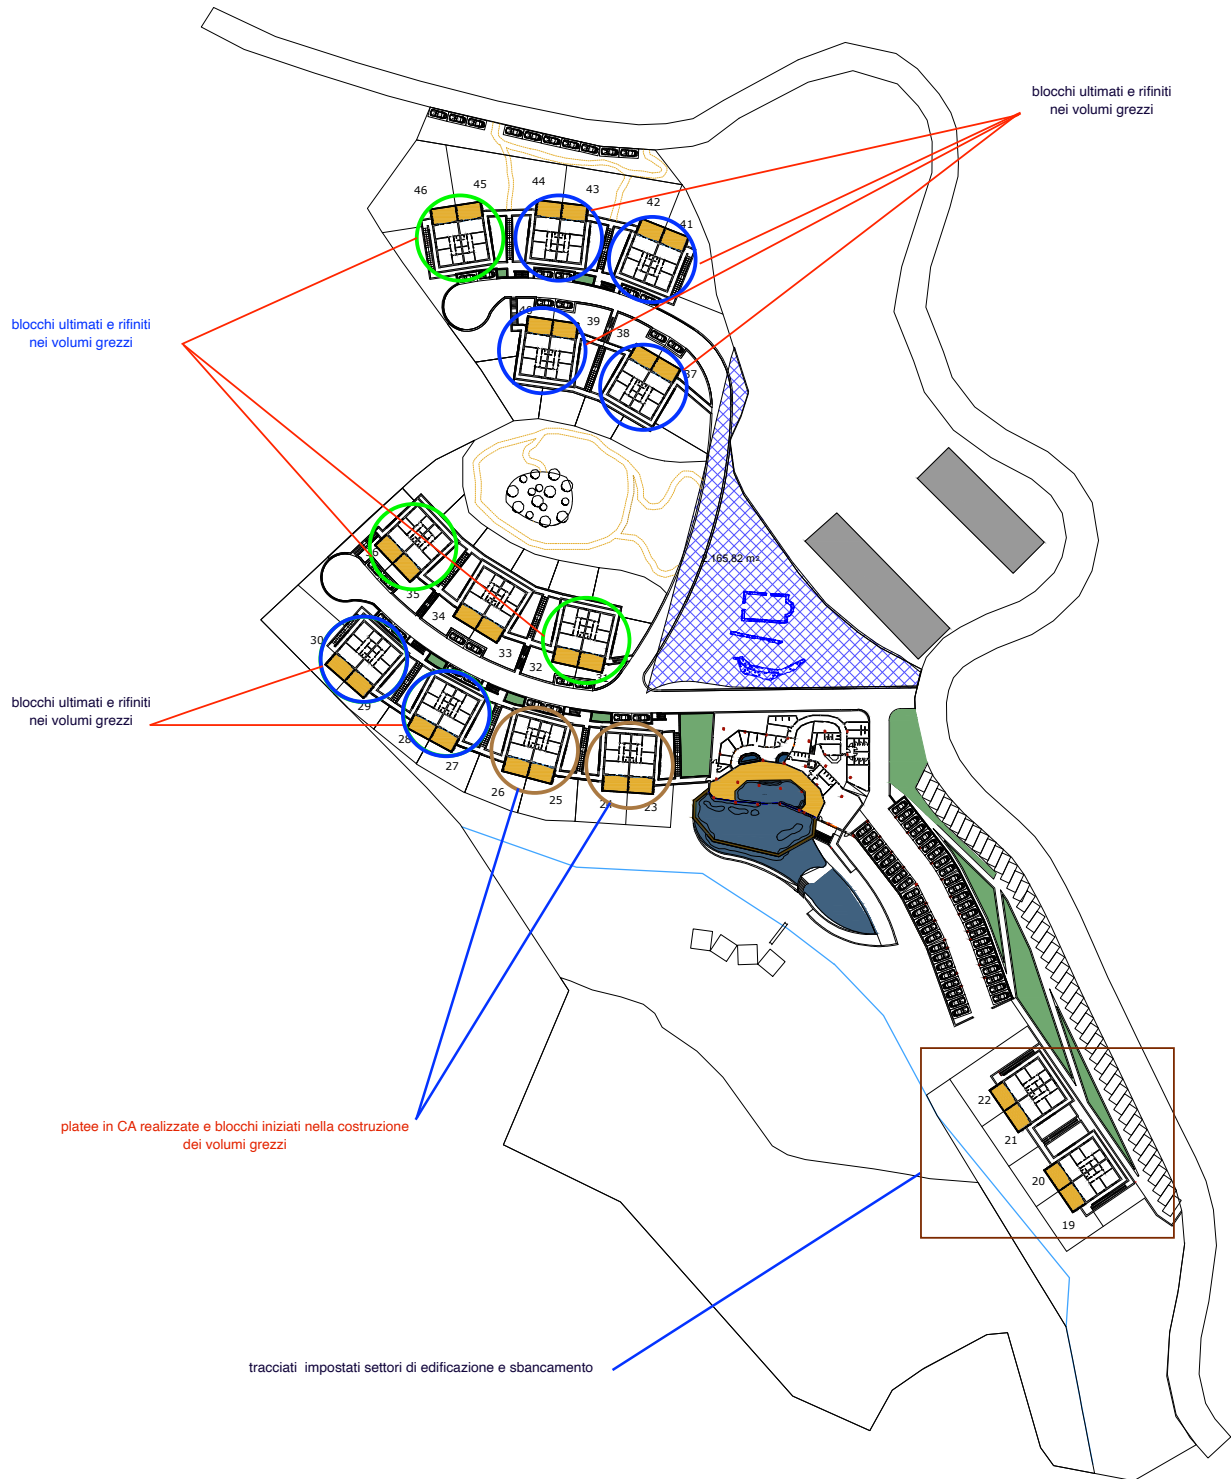 blocchi ultimati e rifiniti
nei volumi grezzi
46
45
44
43
42
41
40
39
38
37
blocchi ultimati e rifiniti
nei volumi grezzi
165,82 m²
36
35
34
33
32
31
30
29
28
27
26
25
24
23
blocchi ultimati e rifiniti
nei volumi grezzi
platee in CA realizzate e blocchi iniziati nella costruzione
dei volumi grezzi
22
21
20
19
tracciati impostati settori di edificazione e sbancamento